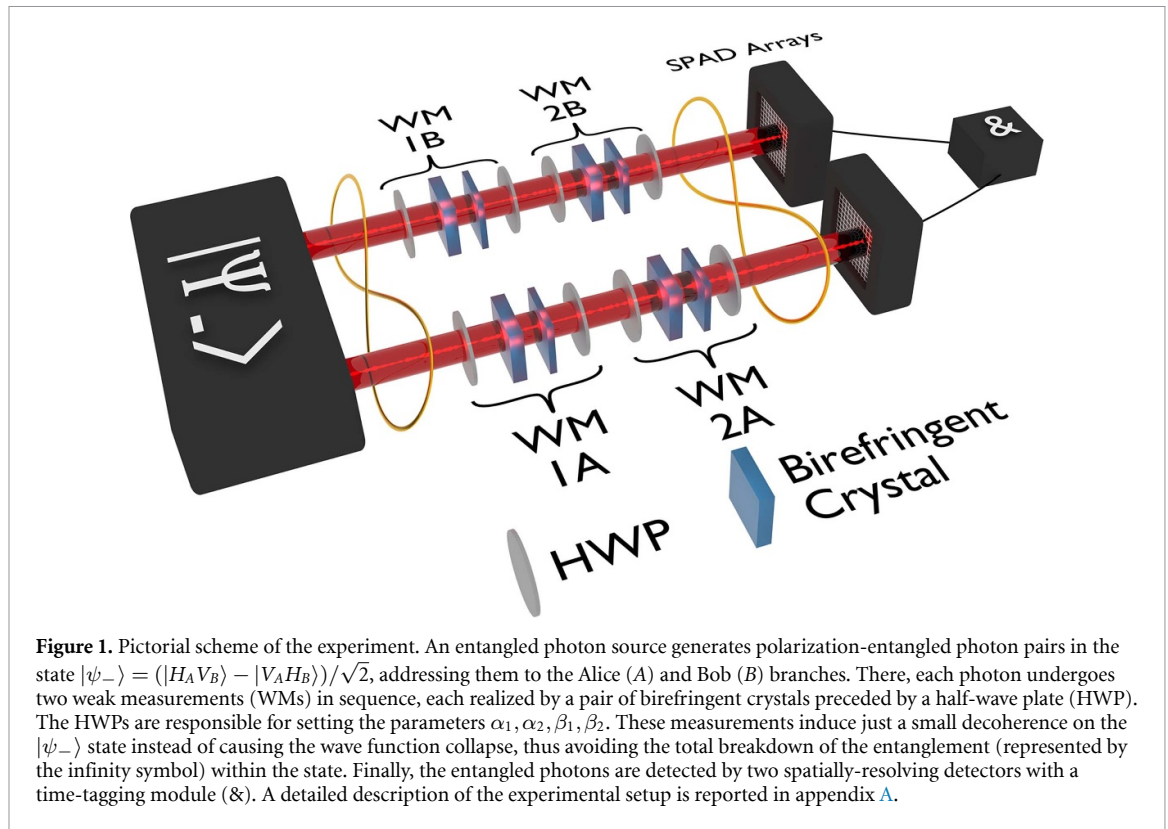 SPAD Arrays
WM
2B
WM
1B
&
|Ψ-⟩
WM
1A
WM
2A
Birefringent
Crystal
HWP
Figure 1. Pictorial scheme of the experiment. An entangled photon source generates polarization-entangled photon pairs in the
state |ψ₋⟩ = (|H_A V_B⟩ − |V_A H_B⟩)/√2, addressing them to the Alice (A) and Bob (B) branches. There, each photon undergoes
two weak measurements (WMs) in sequence, each realized by a pair of birefringent crystals preceded by a half-wave plate (HWP).
The HWPs are responsible for setting the parameters α₁, α₂, β₁, β₂. These measurements induce just a small decoherence on the
|ψ₋⟩ state instead of causing the wave function collapse, thus avoiding the total breakdown of the entanglement (represented by
the infinity symbol) within the state. Finally, the entangled photons are detected by two spatially-resolving detectors with a
time-tagging module (&). A detailed description of the experimental setup is reported in appendix A.